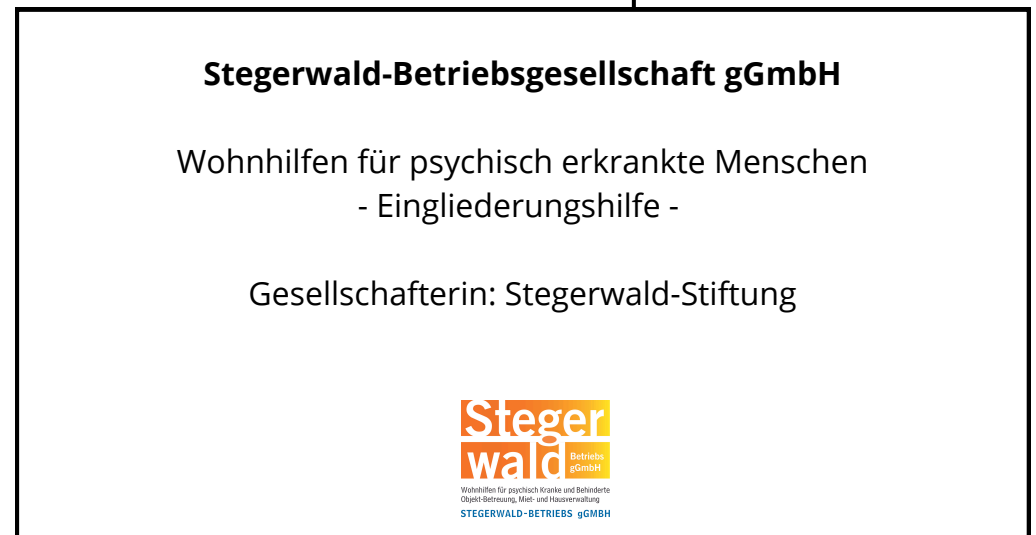 Stegerwald-Betriebsgesellschaft gGmbH
Wohnhilfen für psychisch erkrankte Menschen
- Eingliederungshilfe -
Gesellschafterin: Stegerwald-Stiftung
Steger
wald
Betriebs
gGmbH
Wohnhilfen für psychisch Kranke und Behinderte
Objekt-Betreuung, Miet- und Hausverwaltung
STEGERWALD-BETRIEBS gGMBH